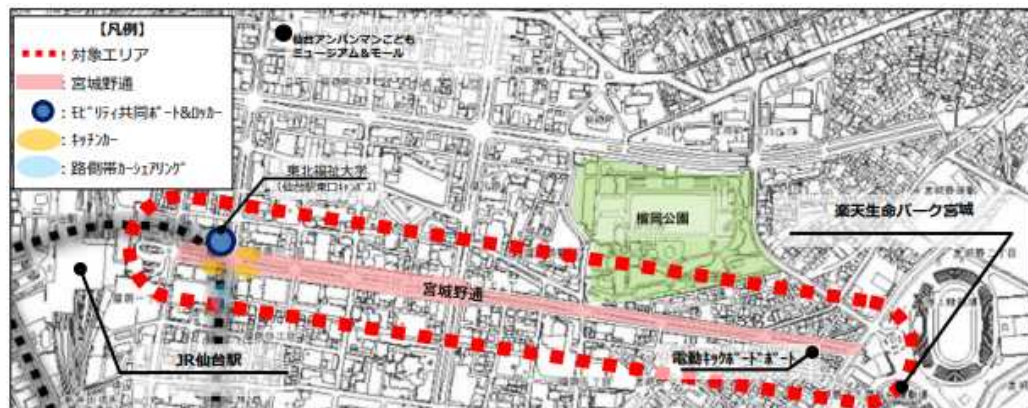 【凡例】
：対象エリア
：宮城野通
：ﾓﾋﾞﾘﾃｨ共同ﾎﾟｰﾄ&ﾛｯｶｰ
：ｷｯﾁﾝｶｰ
：路側帯ｶｰｼｪｱﾘﾝｸﾞ
仙台アンパンマンこども
ミュージアム&モール
東北福祉大学
（仙台駅東口ｷｬﾝﾊﾟｽ）
榴岡公園
楽天生命パーク宮城
宮城野通
電動ｷｯｸﾎﾞｰﾄﾞﾎﾟｰﾄ
JR仙台駅